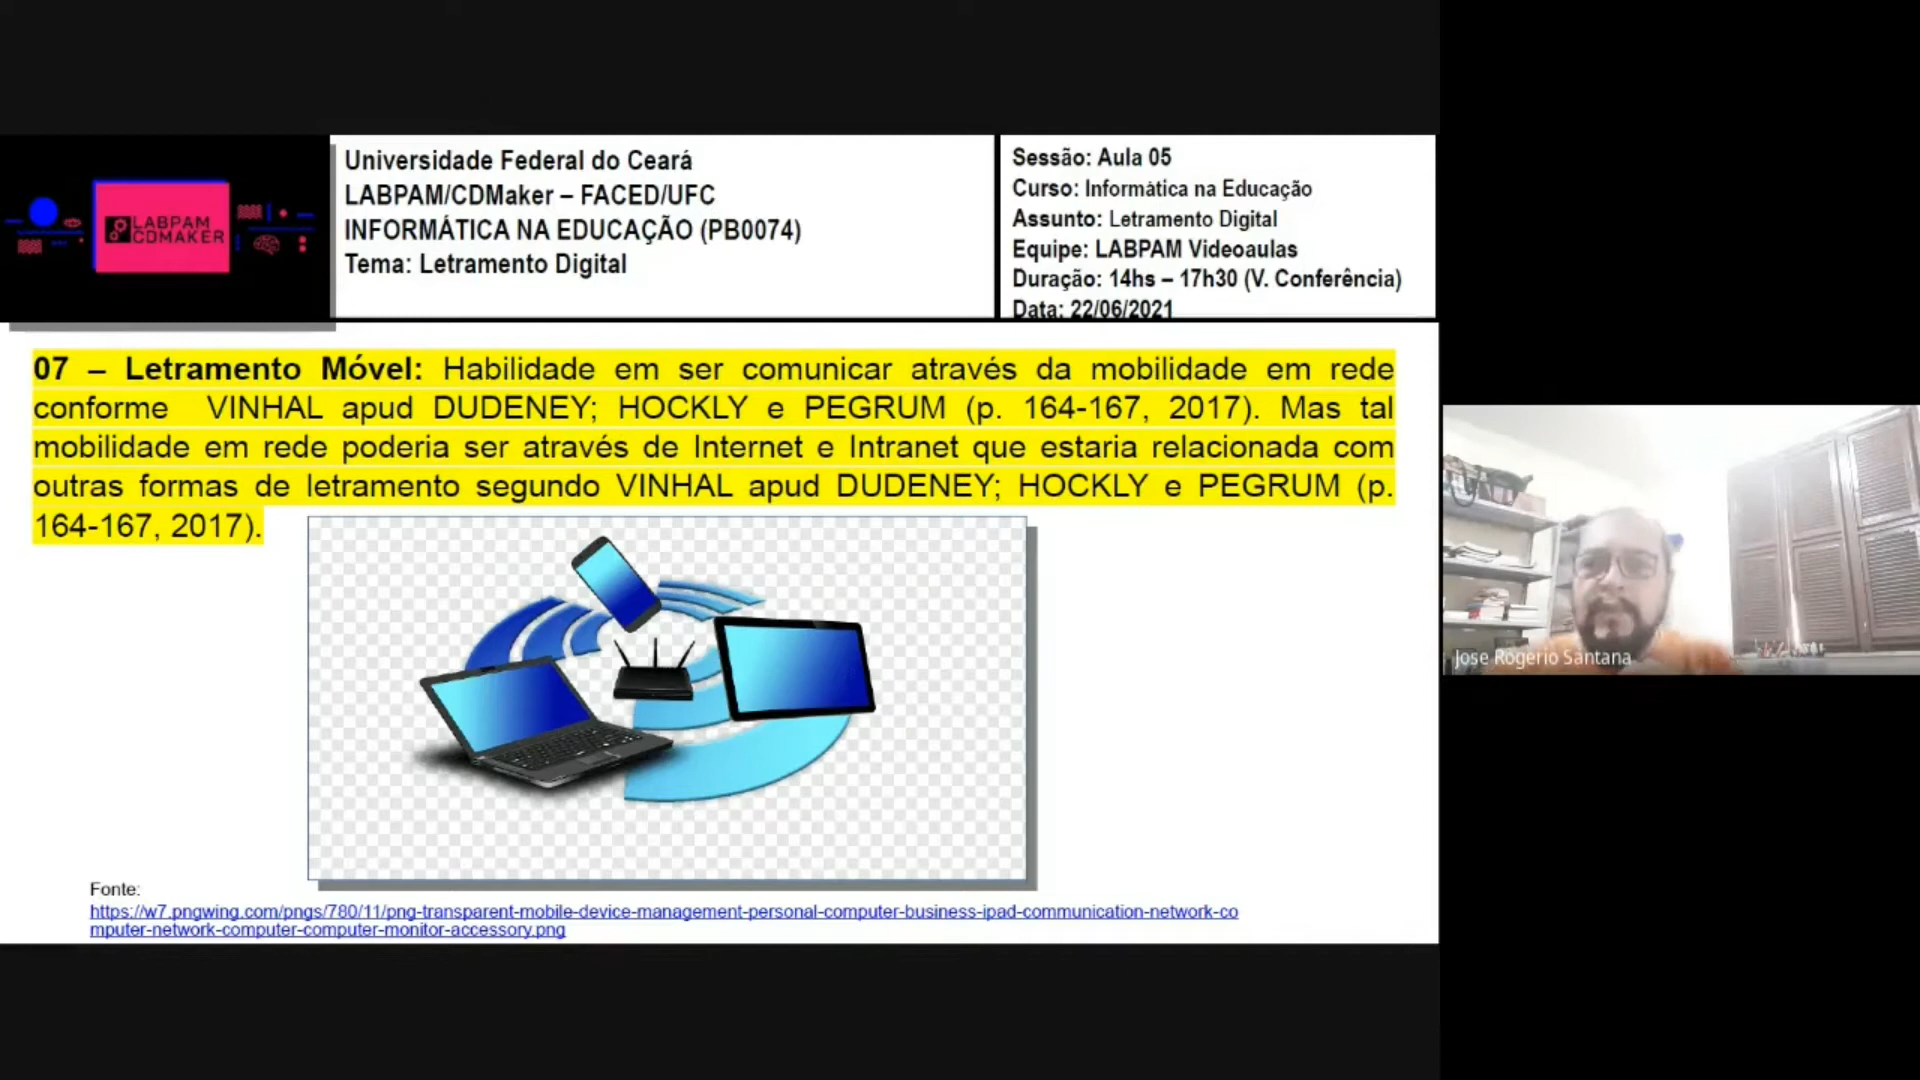 LABPAM
CDMAKER
Universidade Federal do Ceará
LABPAM/CDMaker – FACED/UFC
INFORMÁTICA NA EDUCAÇÃO (PB0074)
Tema: Letramento Digital
Sessão: Aula 05
Curso: Informàtica na Educação
Assunto: Letramento Digital
Equipe: LABPAM Videoaulas
Duração: 14hs – 17h30 (V. Conferência)
Data: 22/06/2021
07 – Letramento Móvel: Habilidade em ser comunicar através da mobilidade em rede
conforme VINHAL apud DUDENEY; HOCKLY e PEGRUM (p. 164-167, 2017). Mas tal
mobilidade em rede poderia ser através de Internet e Intranet que estaria relacionada com
outras formas de letramento segundo VINHAL apud DUDENEY; HOCKLY e PEGRUM (p.
164-167, 2017).
Jose Rogerio Santana
Fonte:
https://w7.pngwing.com/pngs/780/11/png-transparent-mobile-device-management-personal-computer-business-ipad-communication-network-co
mputer-network-computer-computer-monitor-accessory.png